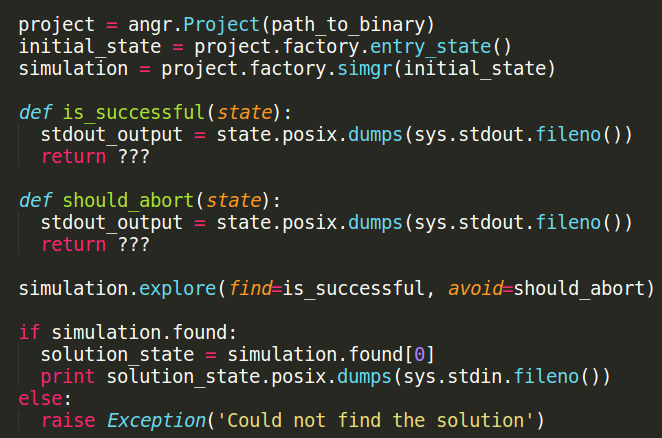 project = angr.Project(path_to_binary)
initial_state = project.factory.entry_state()
simulation = project.factory.simgr(initial_state)

def is_successful(state):
  stdout_output = state.posix.dumps(sys.stdout.fileno())
  return ???

def should_abort(state):
  stdout_output = state.posix.dumps(sys.stdout.fileno())
  return ???

simulation.explore(find=is_successful, avoid=should_abort)

if simulation.found:
  solution_state = simulation.found[0]
  print solution_state.posix.dumps(sys.stdin.fileno())
else:
  raise Exception('Could not find the solution')